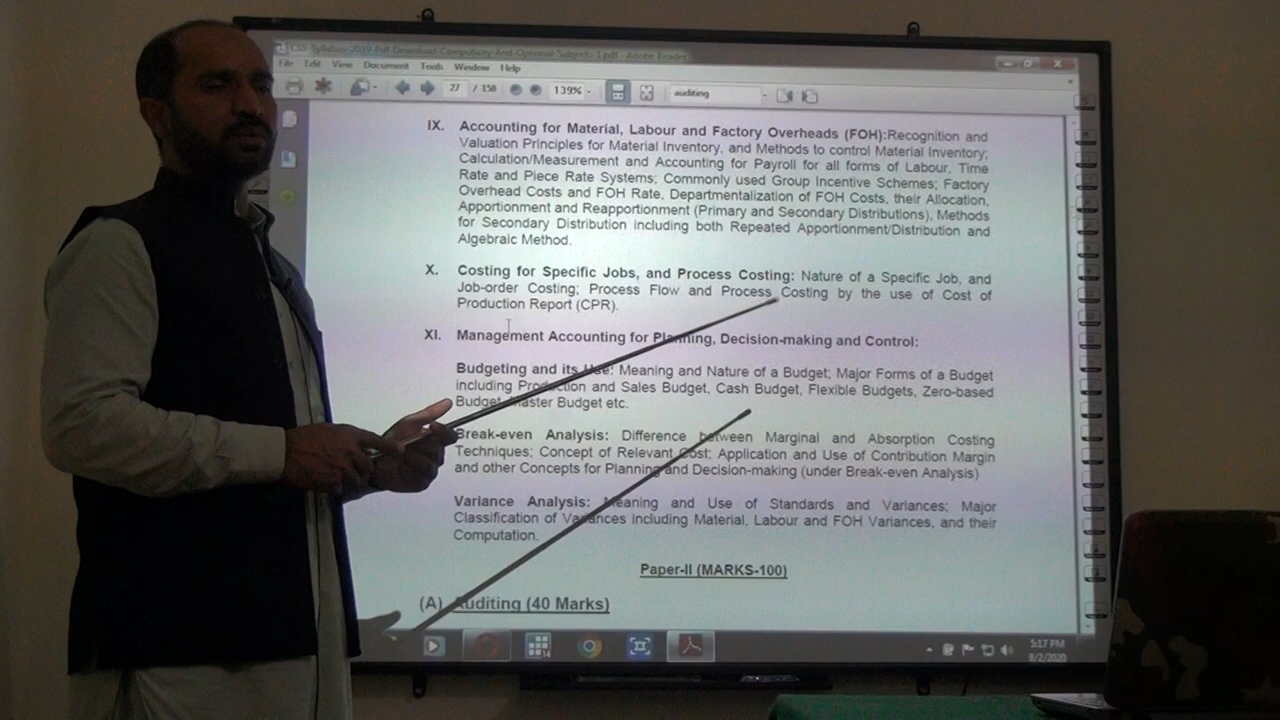 CSS-Syllabus-2019-Pdf-Download-Compulsory-And-Optional-Subjects-1.pdf - Adobe Reader
File Edit View Document Tools Window Help
27 / 158 139% auditing
IX. Accounting for Material, Labour and Factory Overheads (FOH):Recognition and
Valuation Principles for Material Inventory, and Methods to control Material Inventory;
Calculation/Measurement and Accounting for Payroll for all forms of Labour, Time
Rate and Piece Rate Systems; Commonly used Group Incentive Schemes; Factory
Overhead Costs and FOH Rate, Departmentalization of FOH Costs, their Allocation,
Apportionment and Reapportionment (Primary and Secondary Distributions), Methods
for Secondary Distribution including both Repeated Apportionment/Distribution and
Algebraic Method.
X. Costing for Specific Jobs, and Process Costing: Nature of a Specific Job, and
Job-order Costing; Process Flow and Process Costing by the use of Cost of
Production Report (CPR).
XI. Management Accounting for Planning, Decision-making and Control:
Budgeting and its Use: Meaning and Nature of a Budget; Major Forms of a Budget
including Production and Sales Budget, Cash Budget, Flexible Budgets, Zero-based
Budget, Master Budget etc.
Break-even Analysis: Difference between Marginal and Absorption Costing
Techniques; Concept of Relevant Cost; Application and Use of Contribution Margin
and other Concepts for Planning and Decision-making (under Break-even Analysis)
Variance Analysis: Meaning and Use of Standards and Variances; Major
Classification of Variances including Material, Labour and FOH Variances, and their
Computation.
Paper-II (MARKS-100)
(A) Auditing (40 Marks)
5:17 PM
8/2/2020